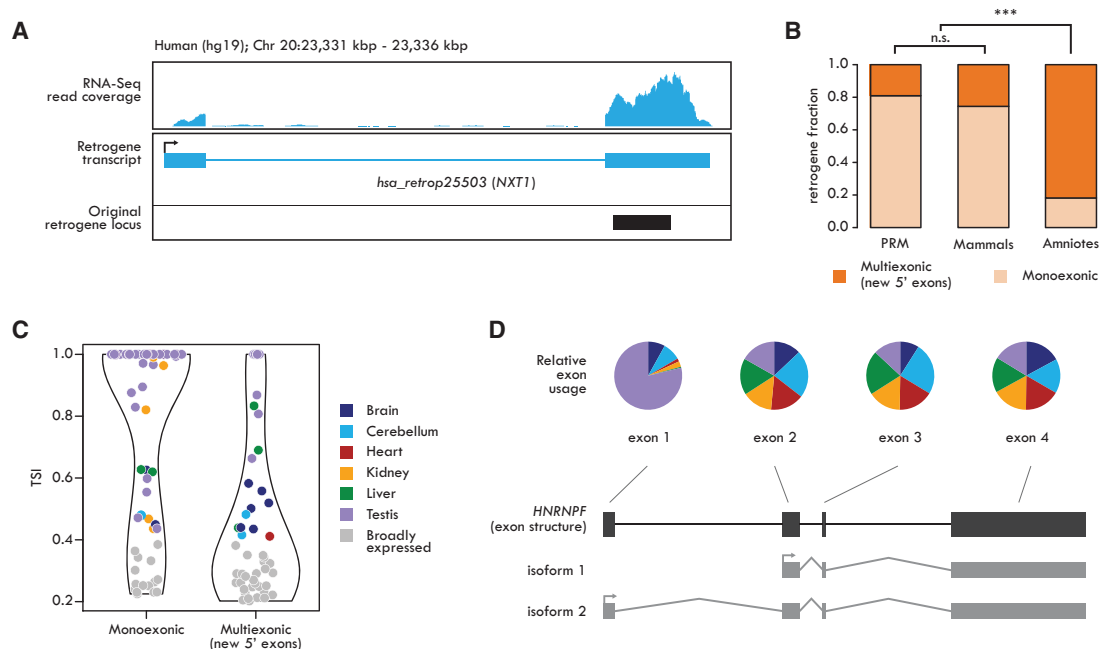 A
Human (hg19); Chr 20:23,331 kbp - 23,336 kbp
RNA-Seq
read coverage
Retrogene
transcript
hsa_retrop25503 (NXT1)
Original
retrogene locus
B
***
n.s.
retrogene fraction
1.0
0.8
0.6
0.4
0.2
0.0
PRM
Mammals
Amniotes
Multiexonic
(new 5' exons)
Monoexonic
C
TSI
1.0
0.8
0.6
0.4
0.2
Monoexonic
Multiexonic
(new 5' exons)
Brain
Cerebellum
Heart
Kidney
Liver
Testis
Broadly
expressed
D
Relative
exon
usage
exon 1
exon 2
exon 3
exon 4
HNRNPF
(exon structure)
isoform 1
isoform 2